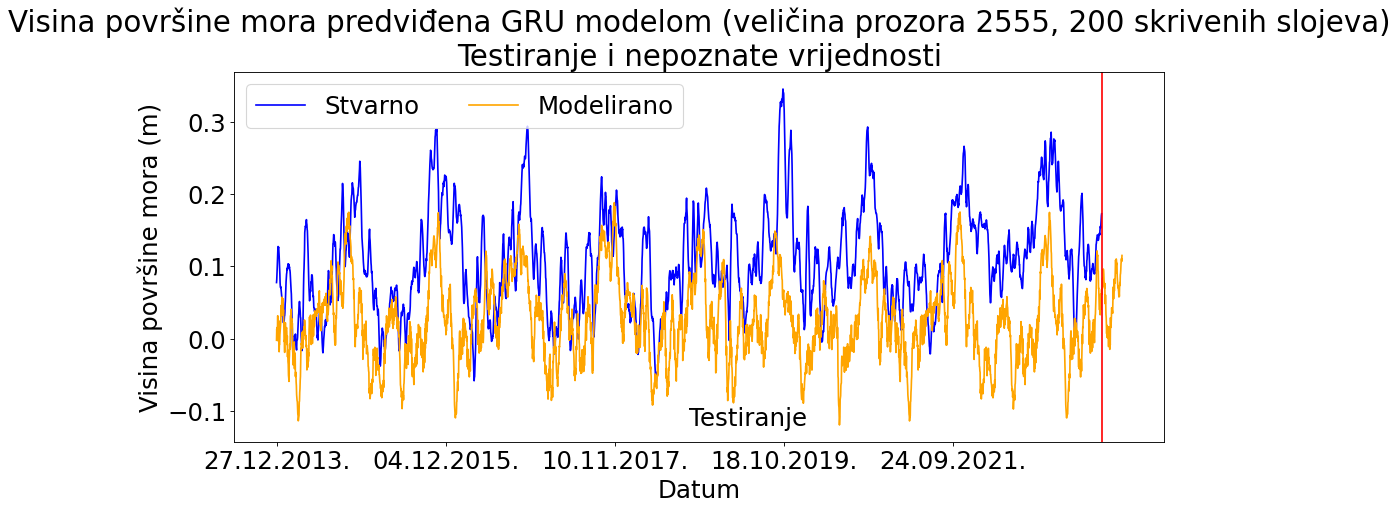 Visina površine mora predviđena GRU modelom (veličina prozora 2555, 200 skrivenih slojeva)
Testiranje i nepoznate vrijednosti
Stvarno
Modelirano
Visina površine mora (m)
0.3
0.2
0.1
0.0
−0.1
Testiranje
27.12.2013.
04.12.2015.
10.11.2017.
18.10.2019.
24.09.2021.
Datum